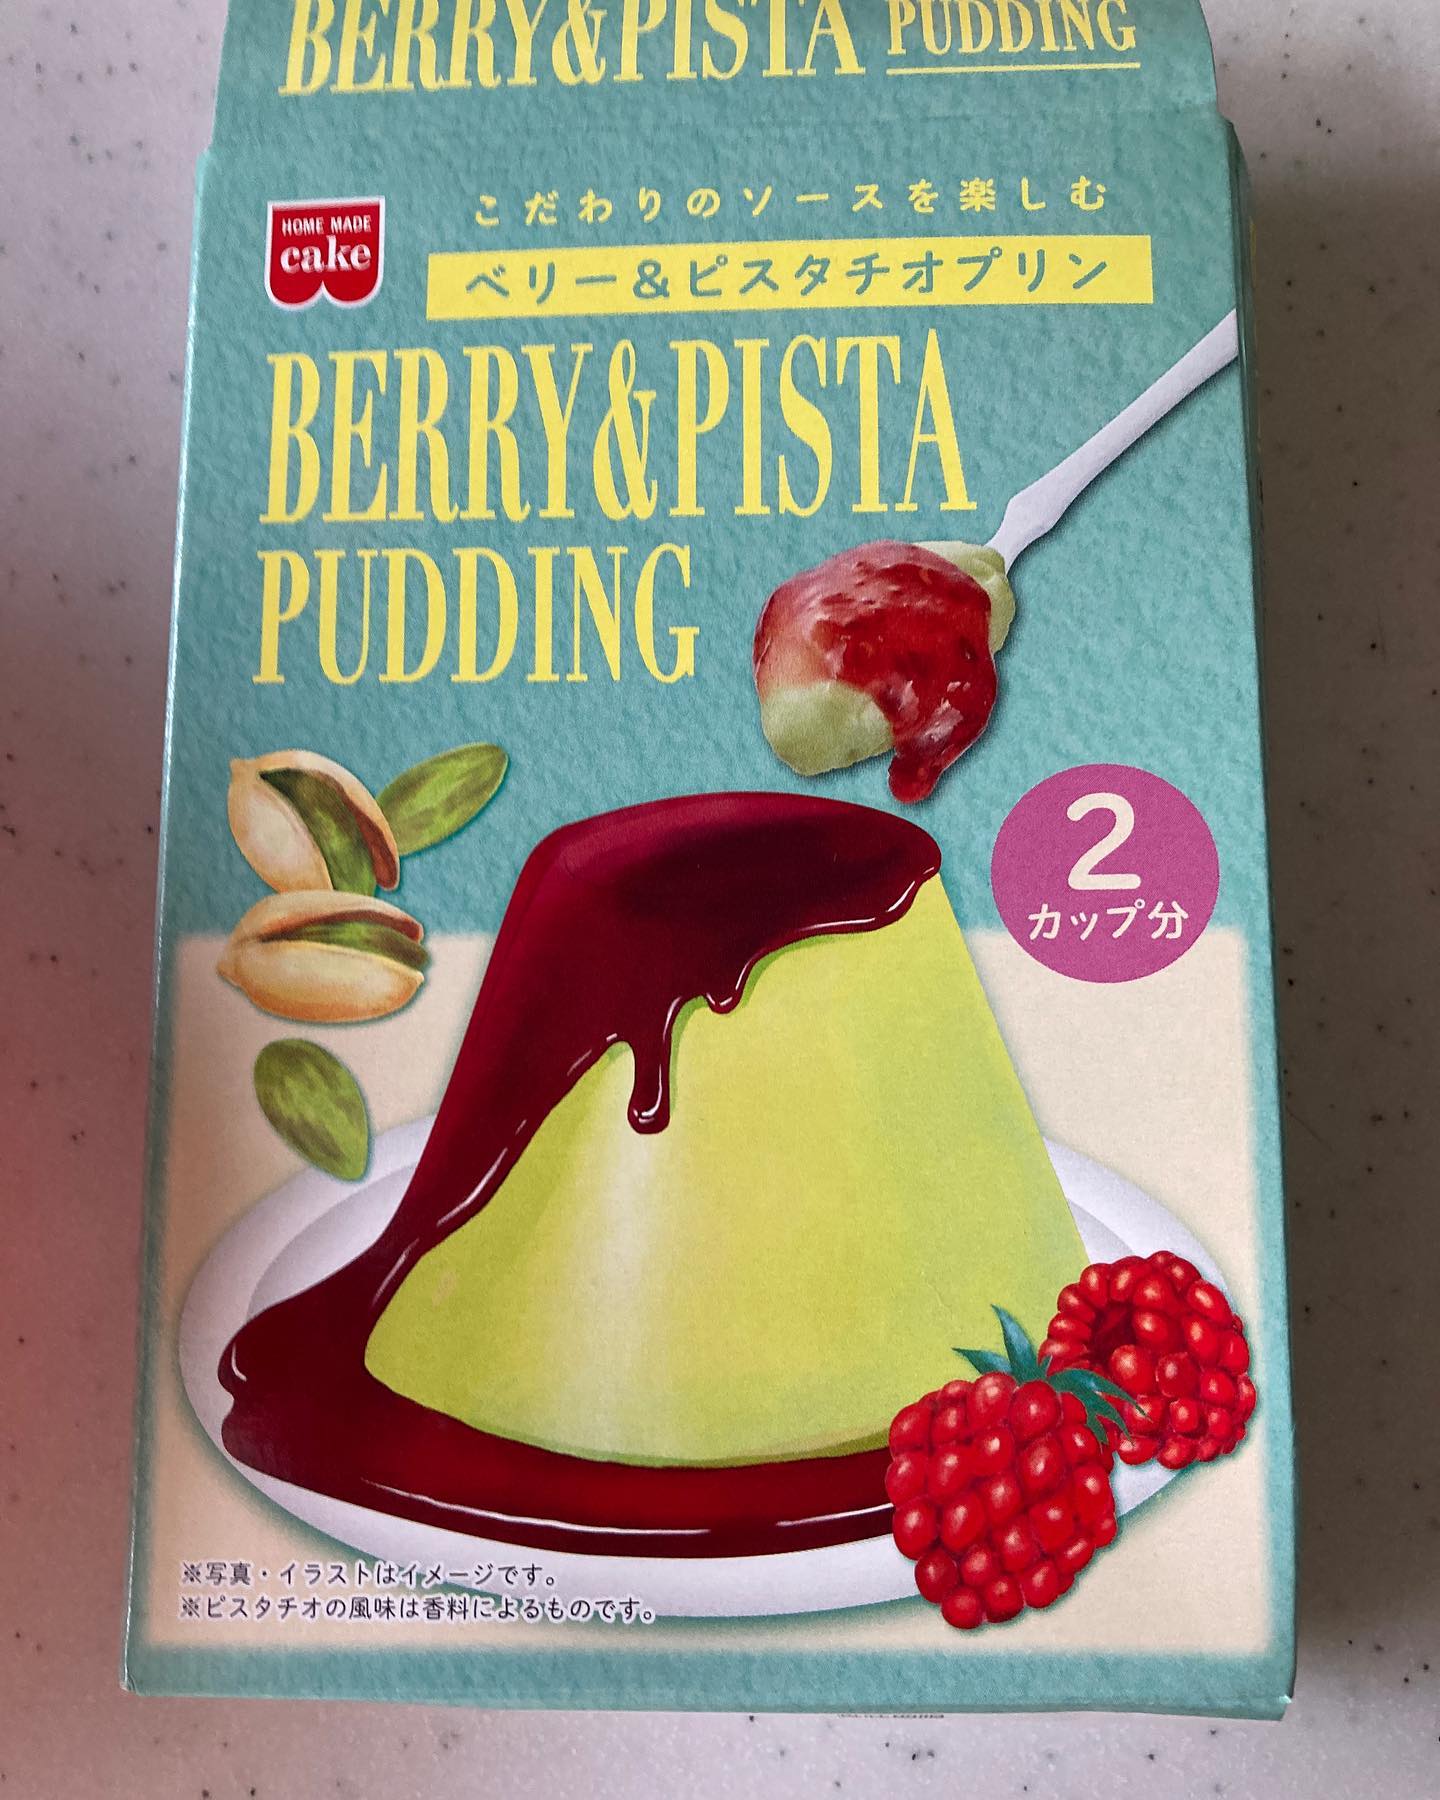 BERRY&PISTA PUDDING
こだわりのソースを楽しむ
HOME MADE
cake
ベリー&ピスタチオプリン
BERRY&PISTA
PUDDING
2
カップ分
※写真・イラストはイメージです。
※ピスタチオの風味は香料によるものです。